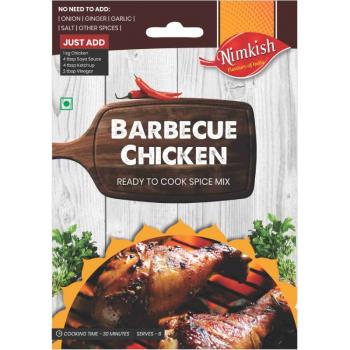 NO NEED TO ADD:
| ONION | GINGER | GARLIC |
| SALT | OTHER SPICES |
JUST ADD
1kg Chicken
4 tbsp Soya Sauce
4 tbsp Ketchup
2 tbsp Vinegar
Nimkish
Flavours of India
BARBECUE
CHICKEN
READY TO COOK SPICE MIX
COOKING TIME - 30 MINUTES SERVES - 6